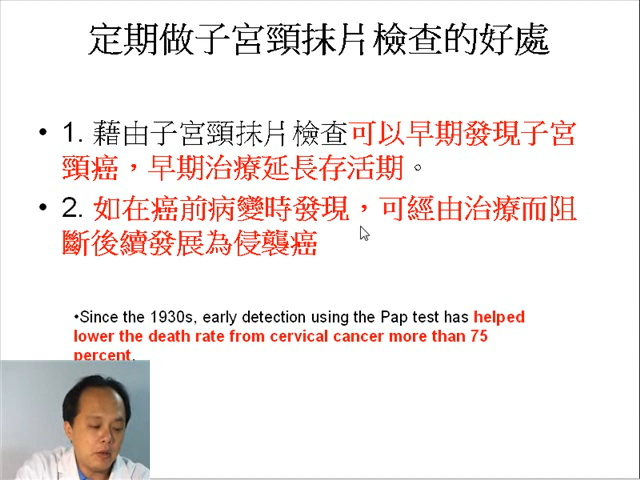 定期做子宮頸抹片檢查的好處
• 1. 藉由子宮頸抹片檢查可以早期發現子宮
頸癌，早期治療延長存活期。
• 2. 如在癌前病變時發現，可經由治療而阻
斷後續發展為侵襲癌
•Since the 1930s, early detection using the Pap test has helped
lower the death rate from cervical cancer more than 75
percent.